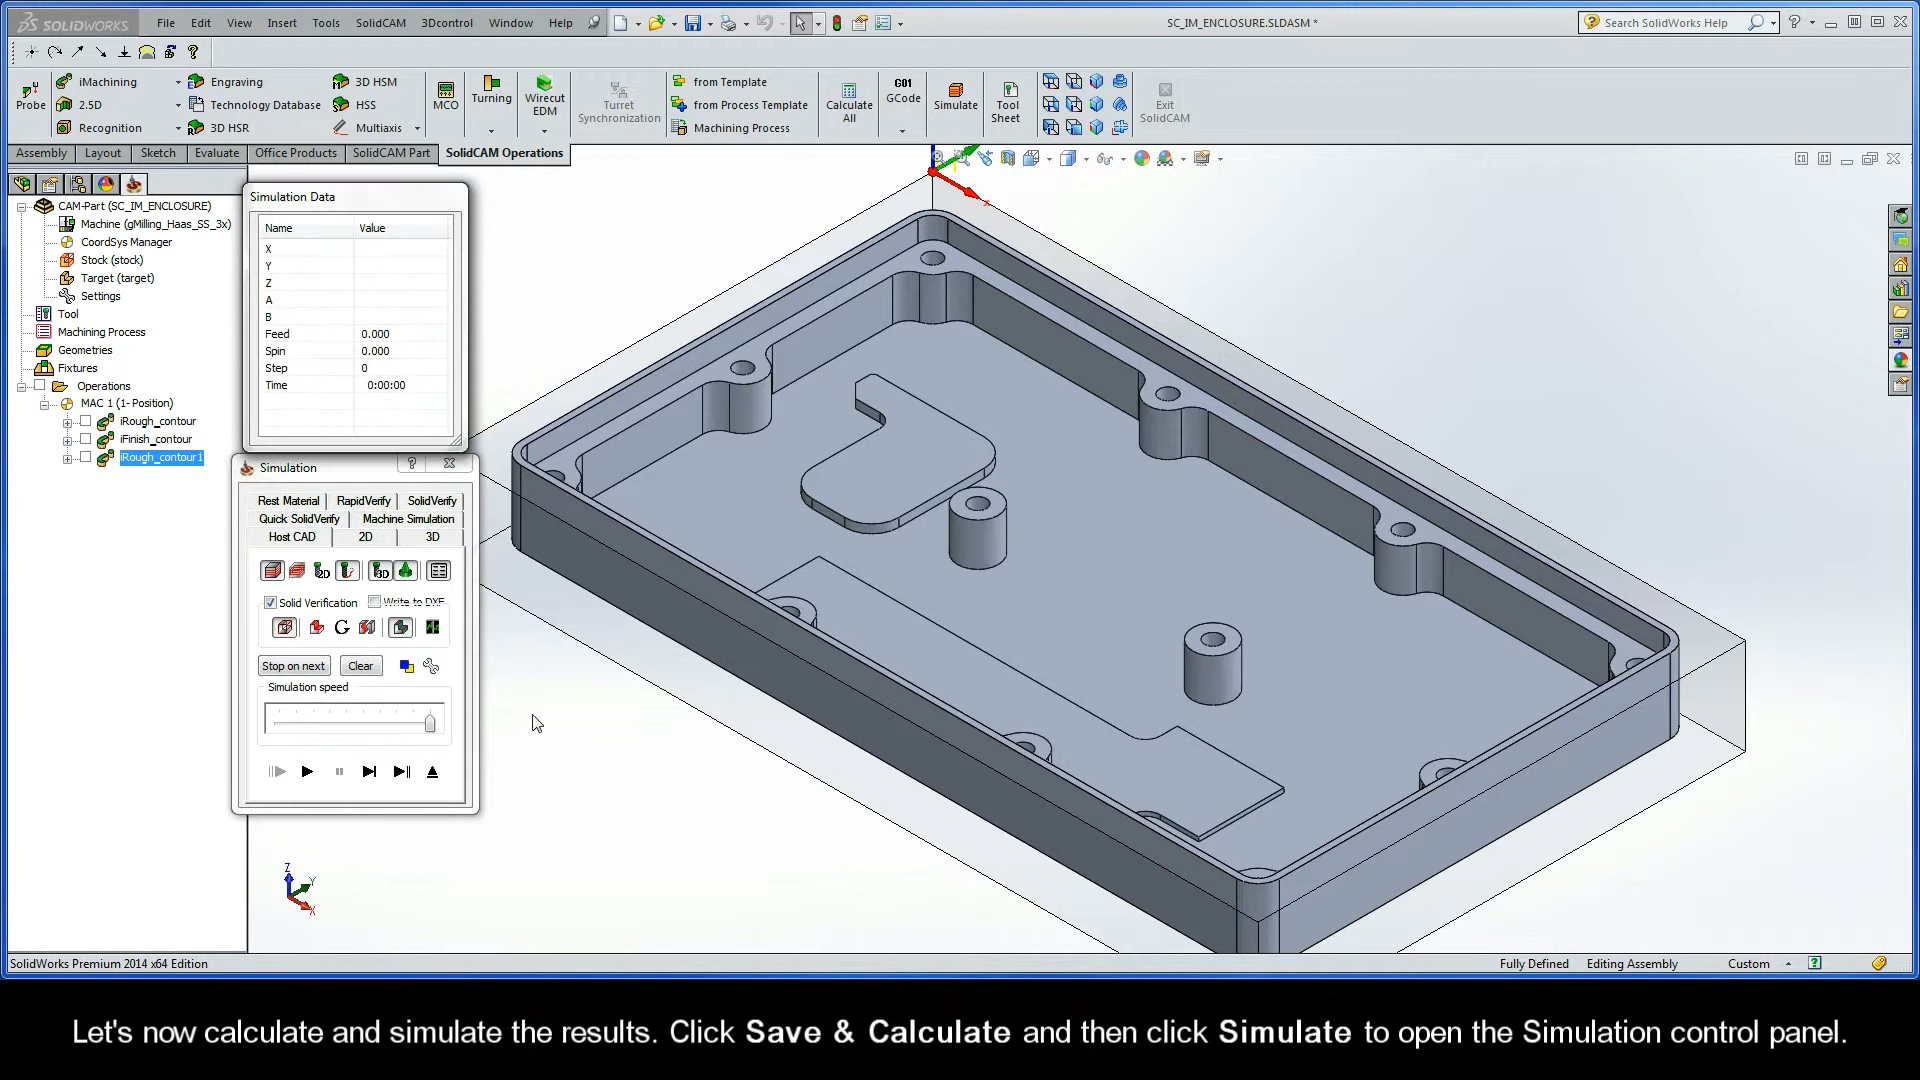 SOLIDWORKS File Edit View Insert Tools SolidCAM 3Dcontrol Window Help SC_IM_ENCLOSURE.SLDASM * Search SolidWorks Help
Probe iMachining Engraving 3D HSM MCO Turning Wirecut EDM Turret Synchronization from Template Calculate All G01 GCode Simulate Tool Sheet Exit SolidCAM
2.5D Technology Database HSS from Process Template
Recognition 3D HSR Multiaxis Machining Process
Assembly Layout Sketch Evaluate Office Products SolidCAM Part SolidCAM Operations
CAM-Part (SC_IM_ENCLOSURE)
Machine (gMilling_Haas_SS_3x)
CoordSys Manager
Stock (stock)
Target (target)
Settings
Tool
Machining Process
Geometries
Fixtures
Operations
MAC 1 (1- Position)
iRough_contour
iFinish_contour
iRough_contour1
Simulation Data
Name Value
X
Y
Z
A
B
Feed 0.000
Spin 0.000
Step 0
Time 0:00:00
Simulation
Rest Material RapidVerify SolidVerify
Quick SolidVerify Machine Simulation
Host CAD 2D 3D
2D 3D
Solid Verification Write to DXF
Stop on next Clear
Simulation speed
Z
Y
X
x
SolidWorks Premium 2014 x64 Edition Fully Defined Editing Assembly Custom
Let's now calculate and simulate the results. Click Save & Calculate and then click Simulate to open the Simulation control panel.